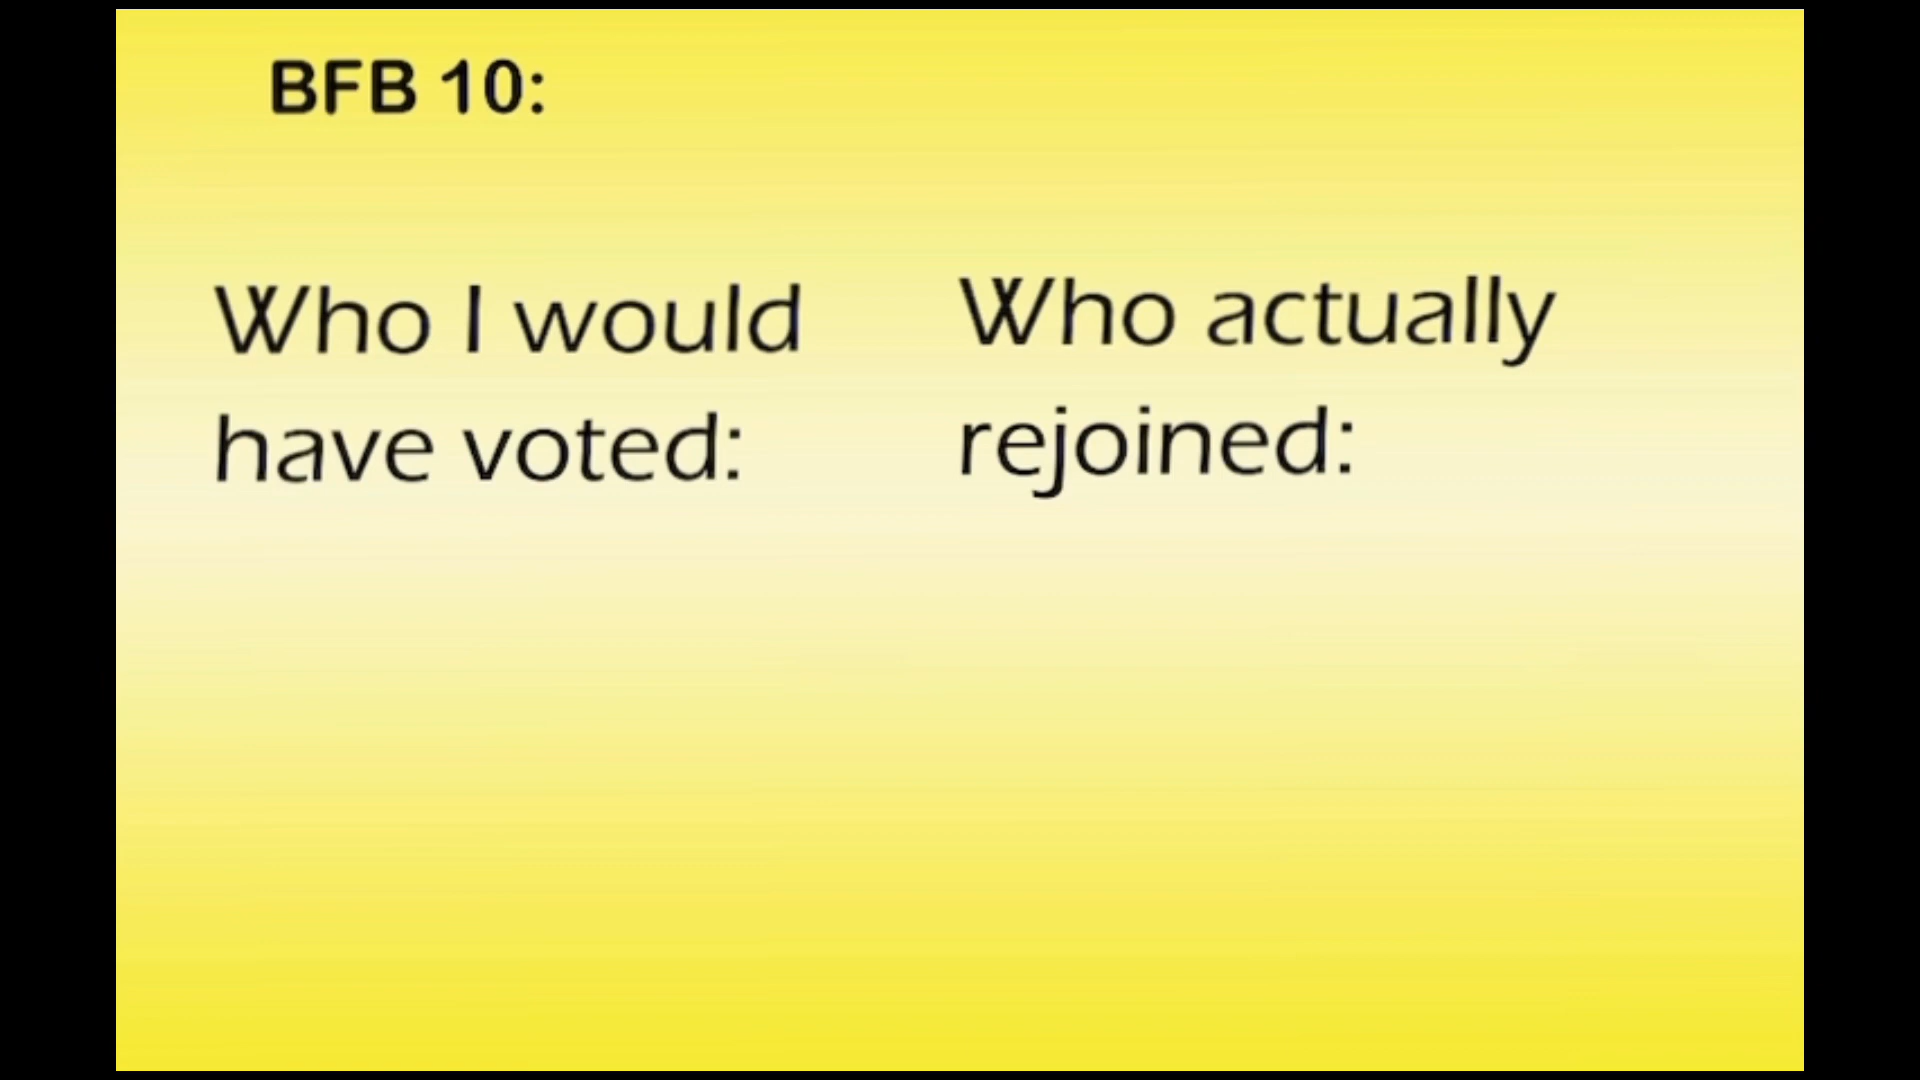 BFB 10:
Who I would
have voted:
Who actually
rejoined: